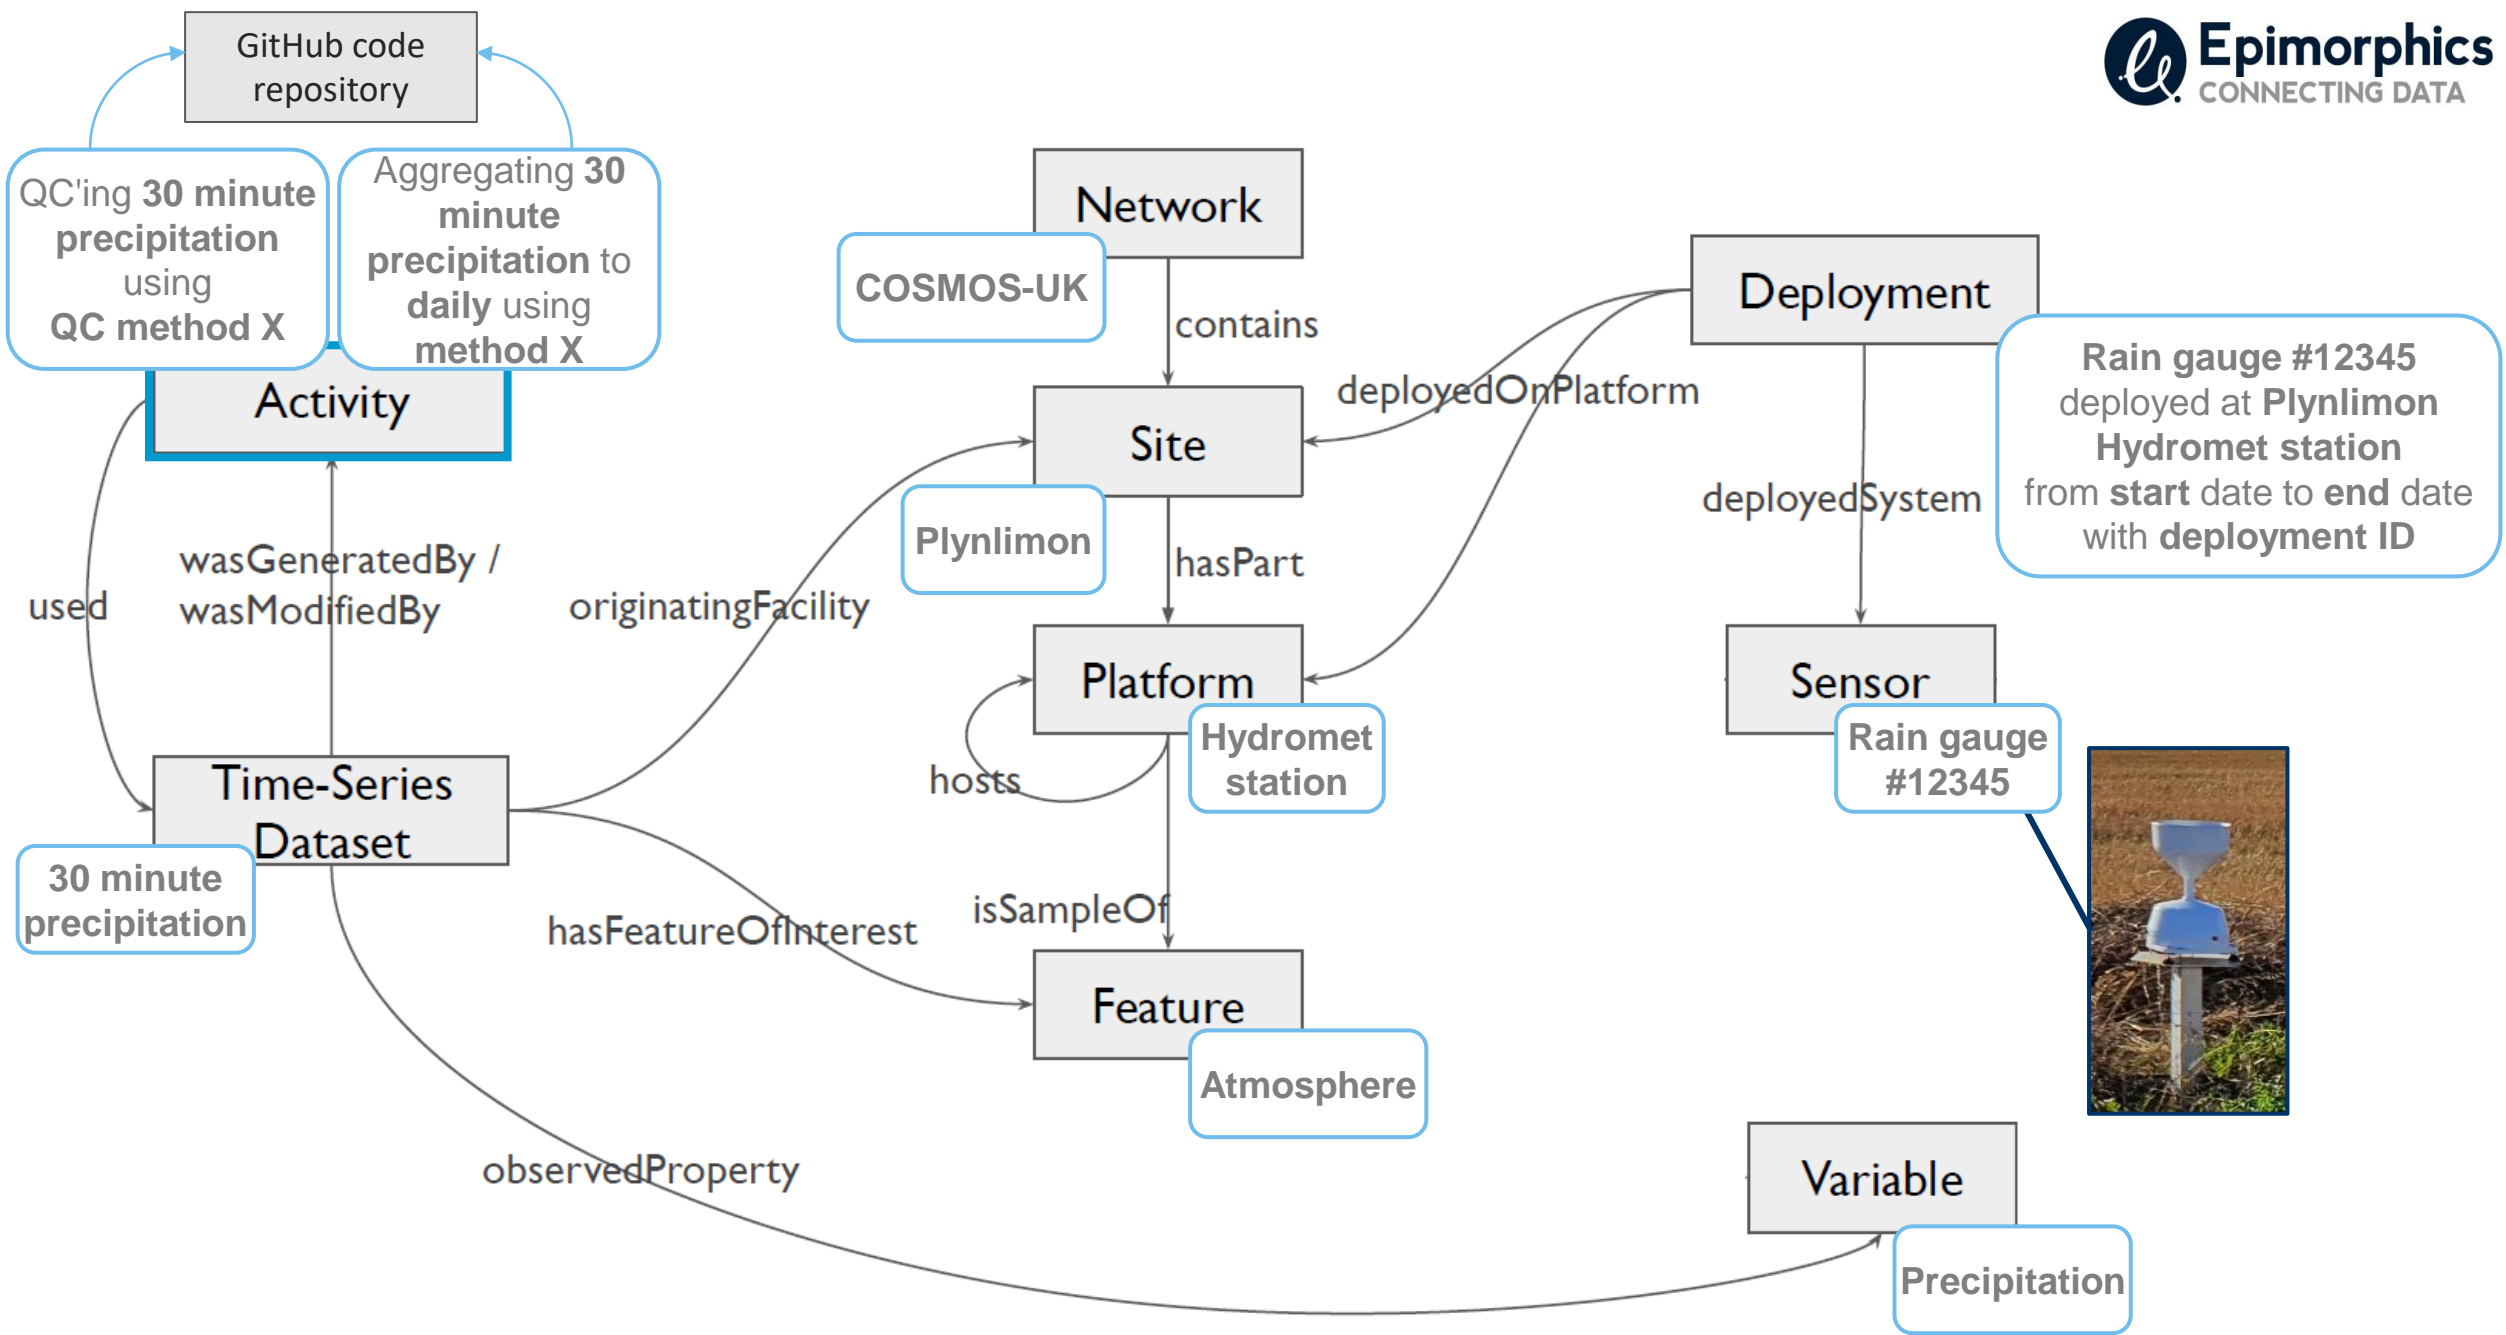 GitHub code
repository
Epimorphics
CONNECTING DATA
QC'ing 30 minute
precipitation
using
QC method X
Aggregating 30
minute
precipitation to
daily using
method X
Activity
Network
COSMOS-UK
contains
Deployment
Rain gauge #12345
deployed at Plynlimon
Hydromet station
from start date to end date
with deployment ID
deployedOnPlatform
Site
Plynlimon
deployedSystem
hasPart
wasGeneratedBy /
wasModifiedBy
used
originatingFacility
Platform
Hydromet
station
hosts
Sensor
Rain gauge
#12345
Time-Series
Dataset
30 minute
precipitation
isSampleOf
hasFeatureOfInterest
Feature
Atmosphere
observedProperty
Variable
Precipitation